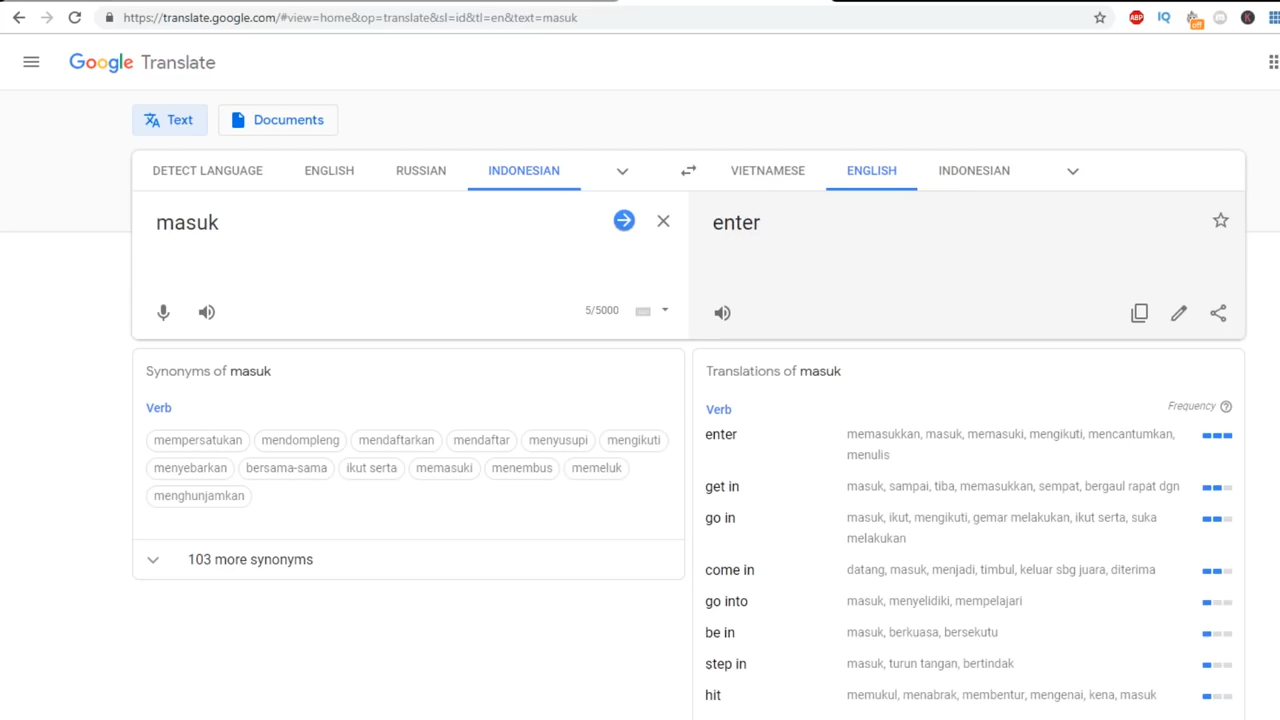 https://translate.google.com/#view=home&op=translate&sl=id&tl=en&text=masuk
ABP
IQ
off
K
Google Translate
Text
Documents
DETECT LANGUAGE ENGLISH RUSSIAN INDONESIAN
VIETNAMESE ENGLISH INDONESIAN
masuk
enter
5/5000
Synonyms of masuk
Verb
mempersatukan mendompleng mendaftarkan mendaftar menyusupi mengikuti
menyebarkan bersama-sama ikut serta memasuki menembus memeluk
menghunjamkan
103 more synonyms
Translations of masuk
Frequency
Verb
enter memasukkan, masuk, memasuki, mengikuti, mencantumkan,
menulis
get in masuk, sampai, tiba, memasukkan, sempat, bergaul rapat dgn
go in masuk, ikut, mengikuti, gemar melakukan, ikut serta, suka
melakukan
come in datang, masuk, menjadi, timbul, keluar sbg juara, diterima
go into masuk, menyelidiki, mempelajari
be in masuk, berkuasa, bersekutu
step in masuk, turun tangan, bertindak
hit memukul, menabrak, membentur, mengenai, kena, masuk